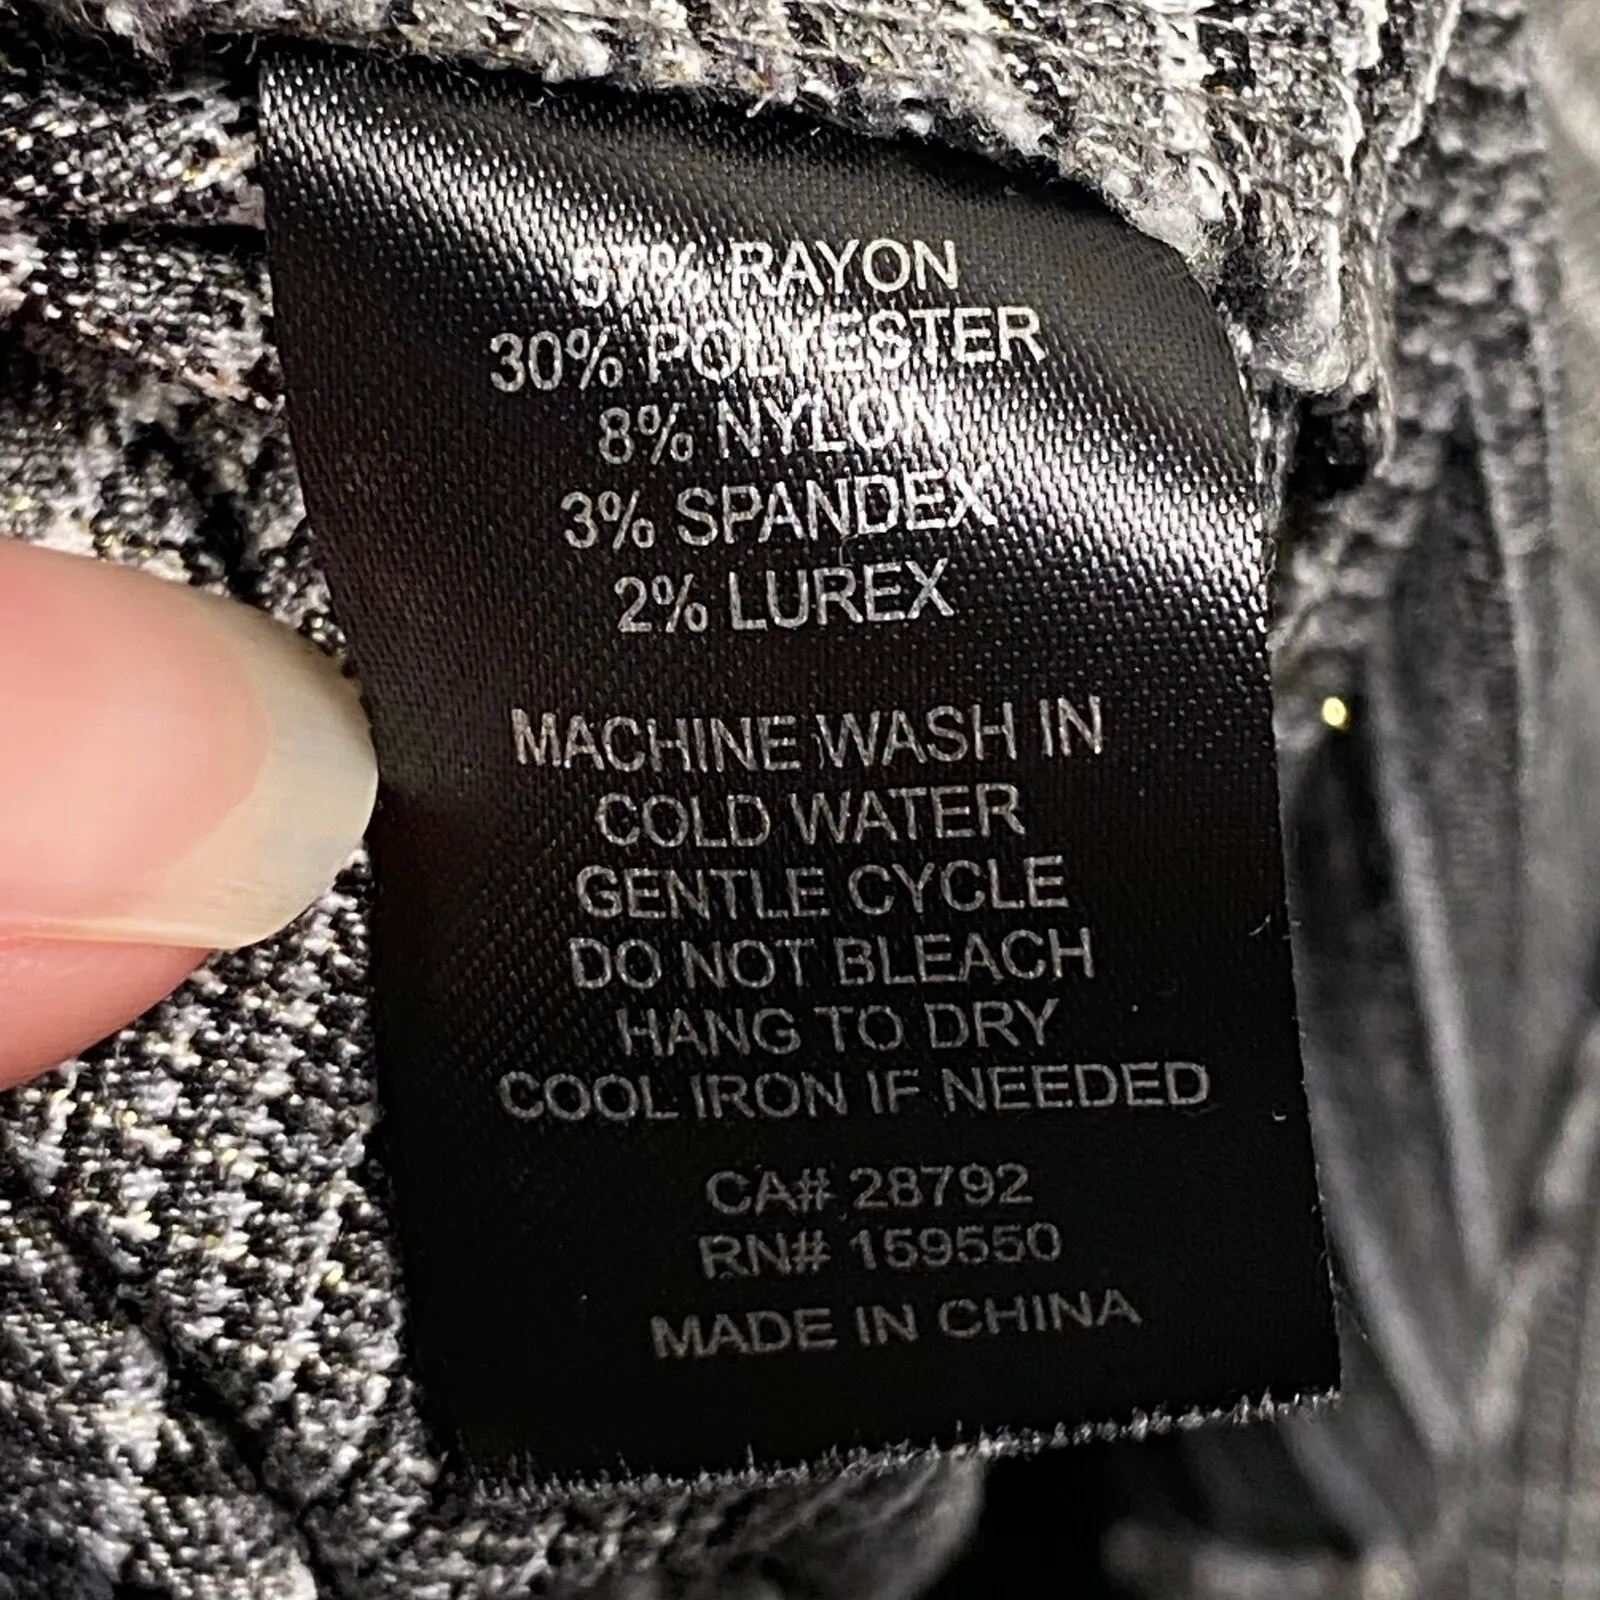 57% RAYON
30% POLYESTER
8% NYLON
3% SPANDEX
2% LUREX
MACHINE WASH IN
COLD WATER
GENTLE CYCLE
DO NOT BLEACH
HANG TO DRY
COOL IRON IF NEEDED
CA# 28792
RN# 159550
MADE IN CHINA